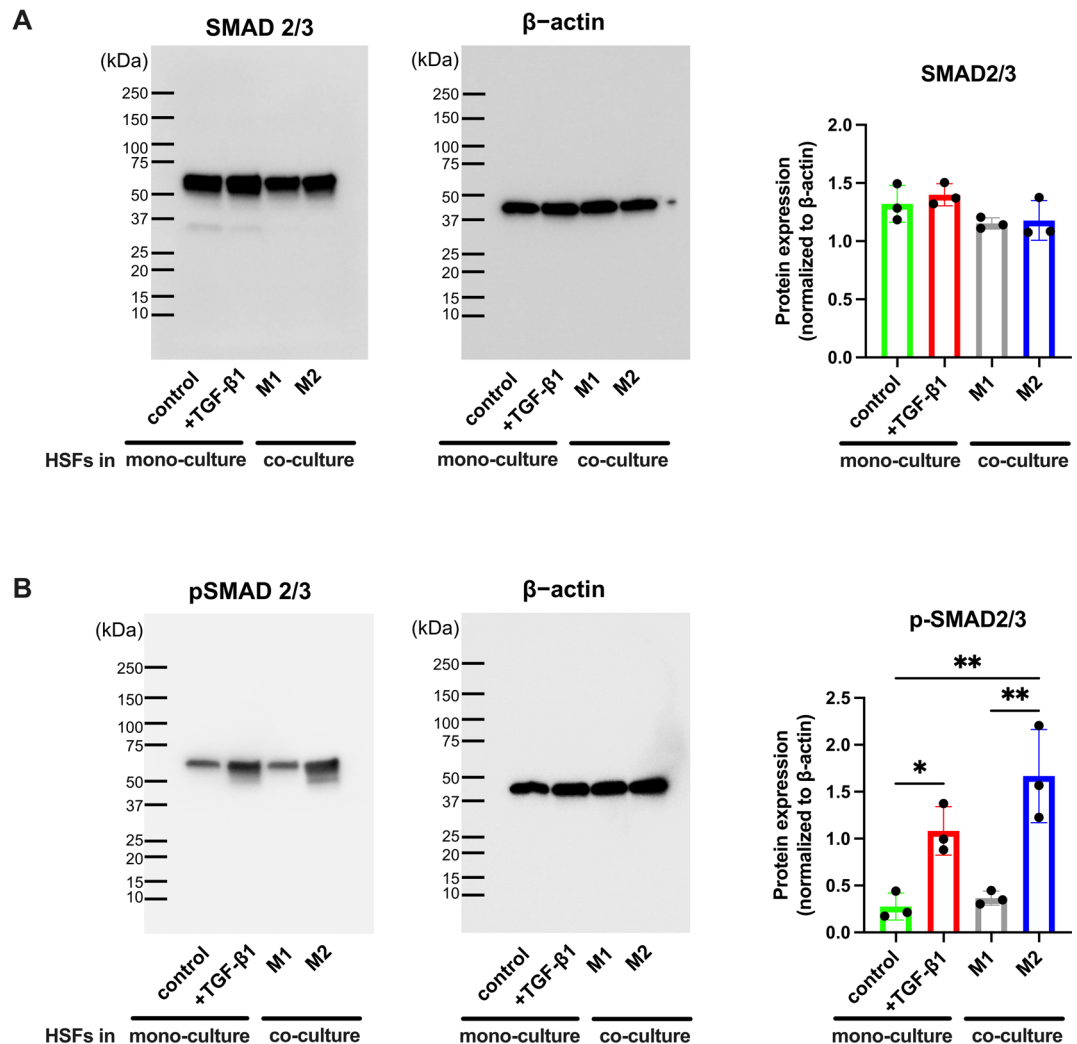 A
SMAD 2/3
(kDa)
250
150
100
75
50
37
25
20
15
10
control
+TGF-β1
M1
M2
HSFs in
mono-culture
co-culture
β−actin
(kDa)
250
150
100
75
50
37
25
20
15
10
control
+TGF-β1
M1
M2
mono-culture
co-culture
SMAD2/3
Protein expression
(normalized to β-actin)
2.0
1.5
1.0
0.5
0.0
control
+TGF-β1
M1
M2
mono-culture
co-culture
B
pSMAD 2/3
(kDa)
250
150
100
75
50
37
25
20
15
10
control
+TGF-β1
M1
M2
HSFs in
mono-culture
co-culture
β−actin
(kDa)
250
150
100
75
50
37
25
20
15
10
control
+TGF-β1
M1
M2
mono-culture
co-culture
p-SMAD2/3
**
**
*
Protein expression
(normalized to β-actin)
2.5
2.0
1.5
1.0
0.5
0.0
control
+TGF-β1
M1
M2
mono-culture
co-culture